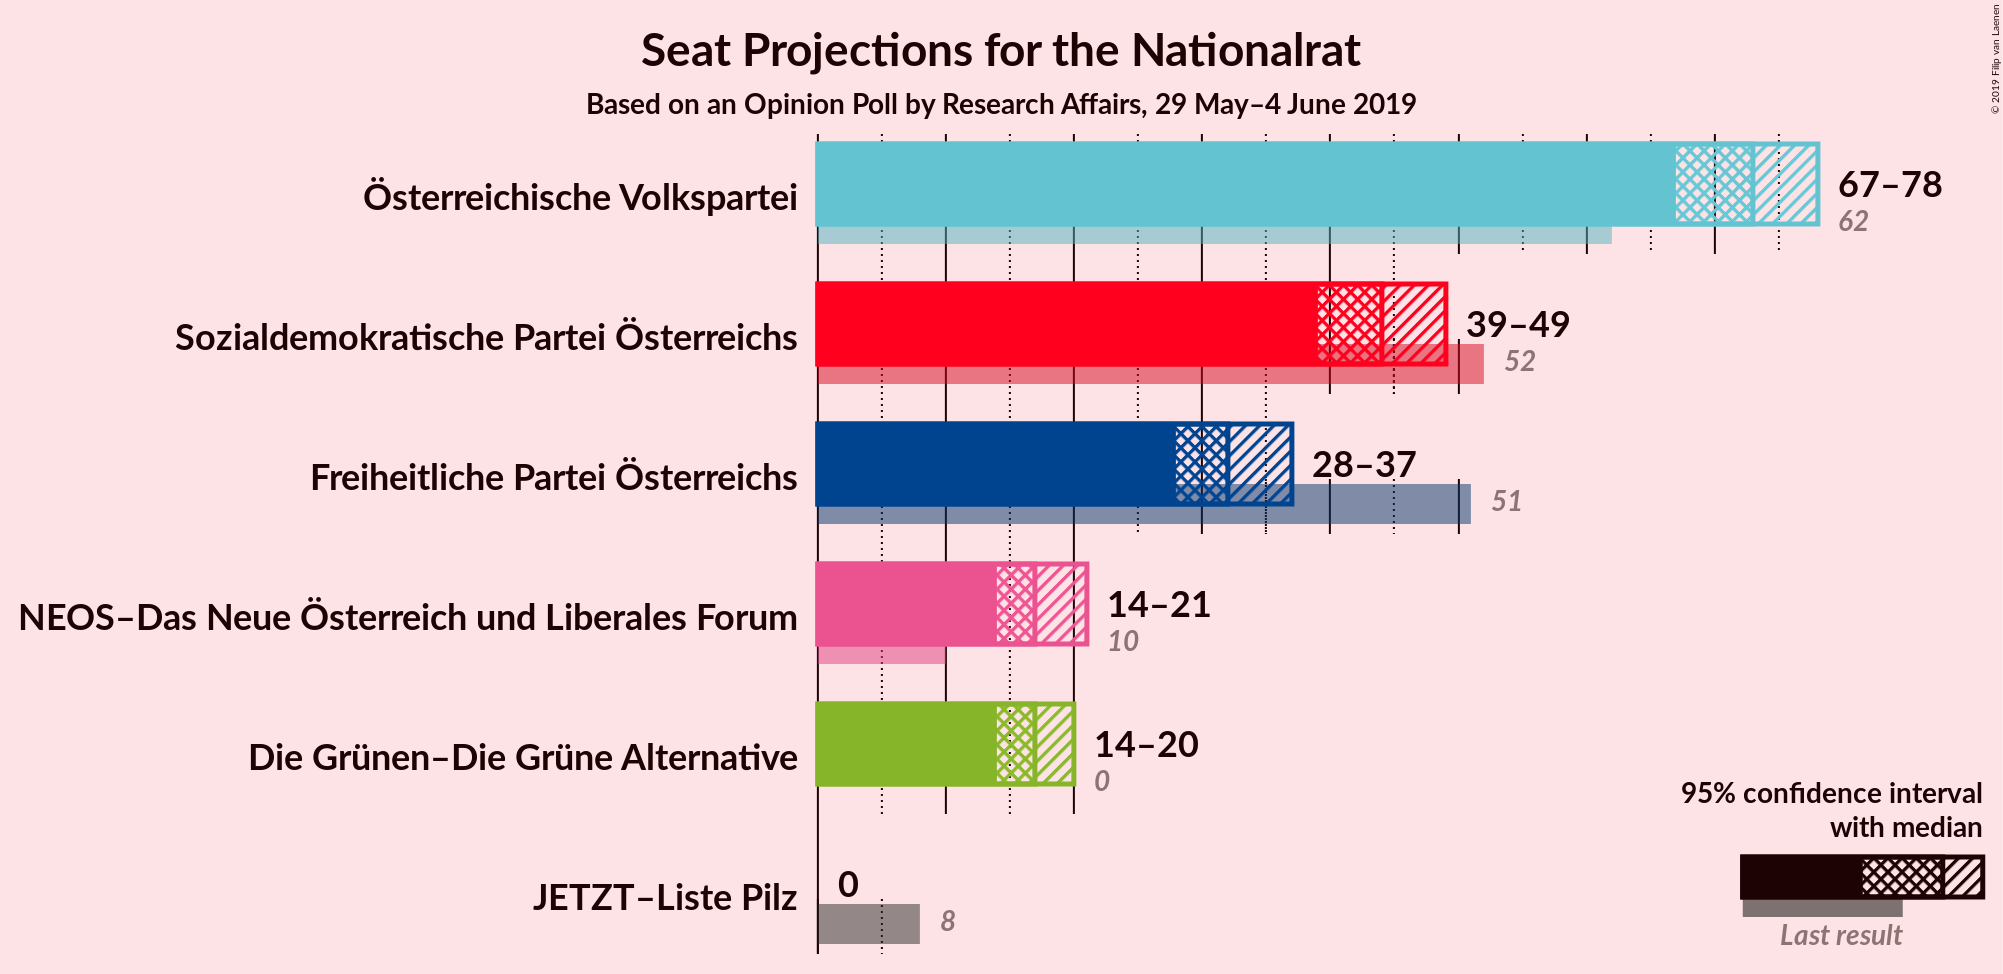 Seat Projections for the Nationalrat
Based on an Opinion Poll by Research Affairs, 29 May–4 June 2019
© 2019 Filip van Laenen
Österreichische Volkspartei
67–78
62
Sozialdemokratische Partei Österreichs
39–49
52
Freiheitliche Partei Österreichs
28–37
51
NEOS–Das Neue Österreich und Liberales Forum
14–21
10
Die Grünen–Die Grüne Alternative
14–20
0
JETZT–Liste Pilz
0
8
95% confidence interval
with median
Last result